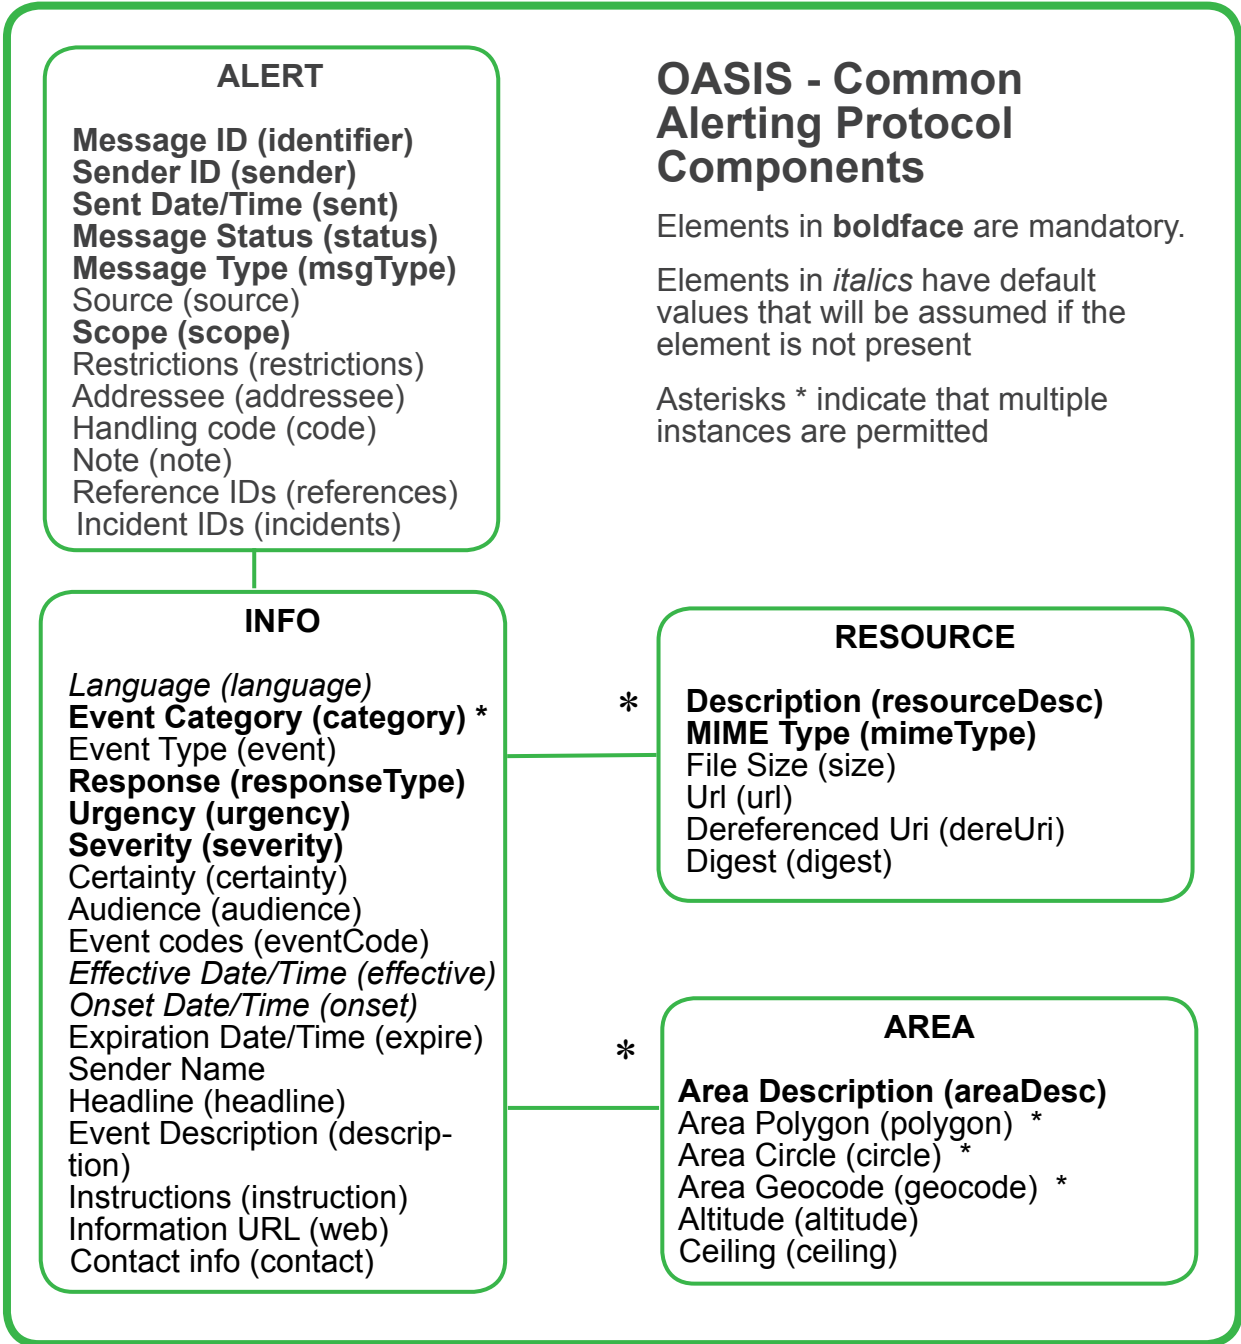 ALERT
Message ID (identifier)
Sender ID (sender)
Sent Date/Time (sent)
Message Status (status)
Message Type (msgType)
Source (source)
Scope (scope)
Restrictions (restrictions)
Addressee (addressee)
Handling code (code)
Note (note)
Reference IDs (references)
Incident IDs (incidents)
OASIS - Common
Alerting Protocol
Components
Elements in boldface are mandatory.
Elements in italics have default
values that will be assumed if the
element is not present
Asterisks * indicate that multiple
instances are permitted
INFO
Language (language)
Event Category (category) *
Event Type (event)
Response (responseType)
Urgency (urgency)
Severity (severity)
Certainty (certainty)
Audience (audience)
Event codes (eventCode)
Effective Date/Time (effective)
Onset Date/Time (onset)
Expiration Date/Time (expire)
Sender Name
Headline (headline)
Event Description (descrip-
tion)
Instructions (instruction)
Information URL (web)
Contact info (contact)
*
RESOURCE
Description (resourceDesc)
MIME Type (mimeType)
File Size (size)
Url (url)
Dereferenced Uri (dereUri)
Digest (digest)
*
AREA
Area Description (areaDesc)
Area Polygon (polygon) *
Area Circle (circle) *
Area Geocode (geocode) *
Altitude (altitude)
Ceiling (ceiling)